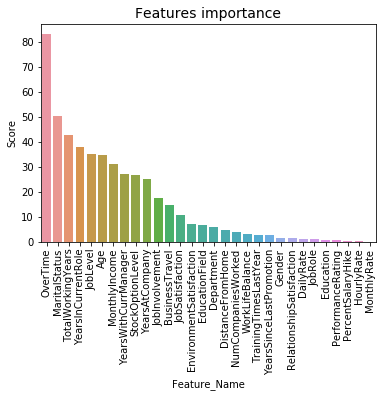 Features importance
80
70
60
50
40
30
20
10
0
Score
OverTime
MaritalStatus
TotalWorkingYears
YearsInCurrentRole
JobLevel
Age
MonthlyIncome
YearsWithCurrManager
StockOptionLevel
YearsAtCompany
JobInvolvement
BusinessTravel
JobSatisfaction
EnvironmentSatisfaction
EducationField
Department
DistanceFromHome
NumCompaniesWorked
WorkLifeBalance
TrainingTimesLastYear
YearsSinceLastPromotion
Gender
RelationshipSatisfaction
DailyRate
JobRole
Education
PerformanceRating
PercentSalaryHike
HourlyRate
MonthlyRate
Feature_Name